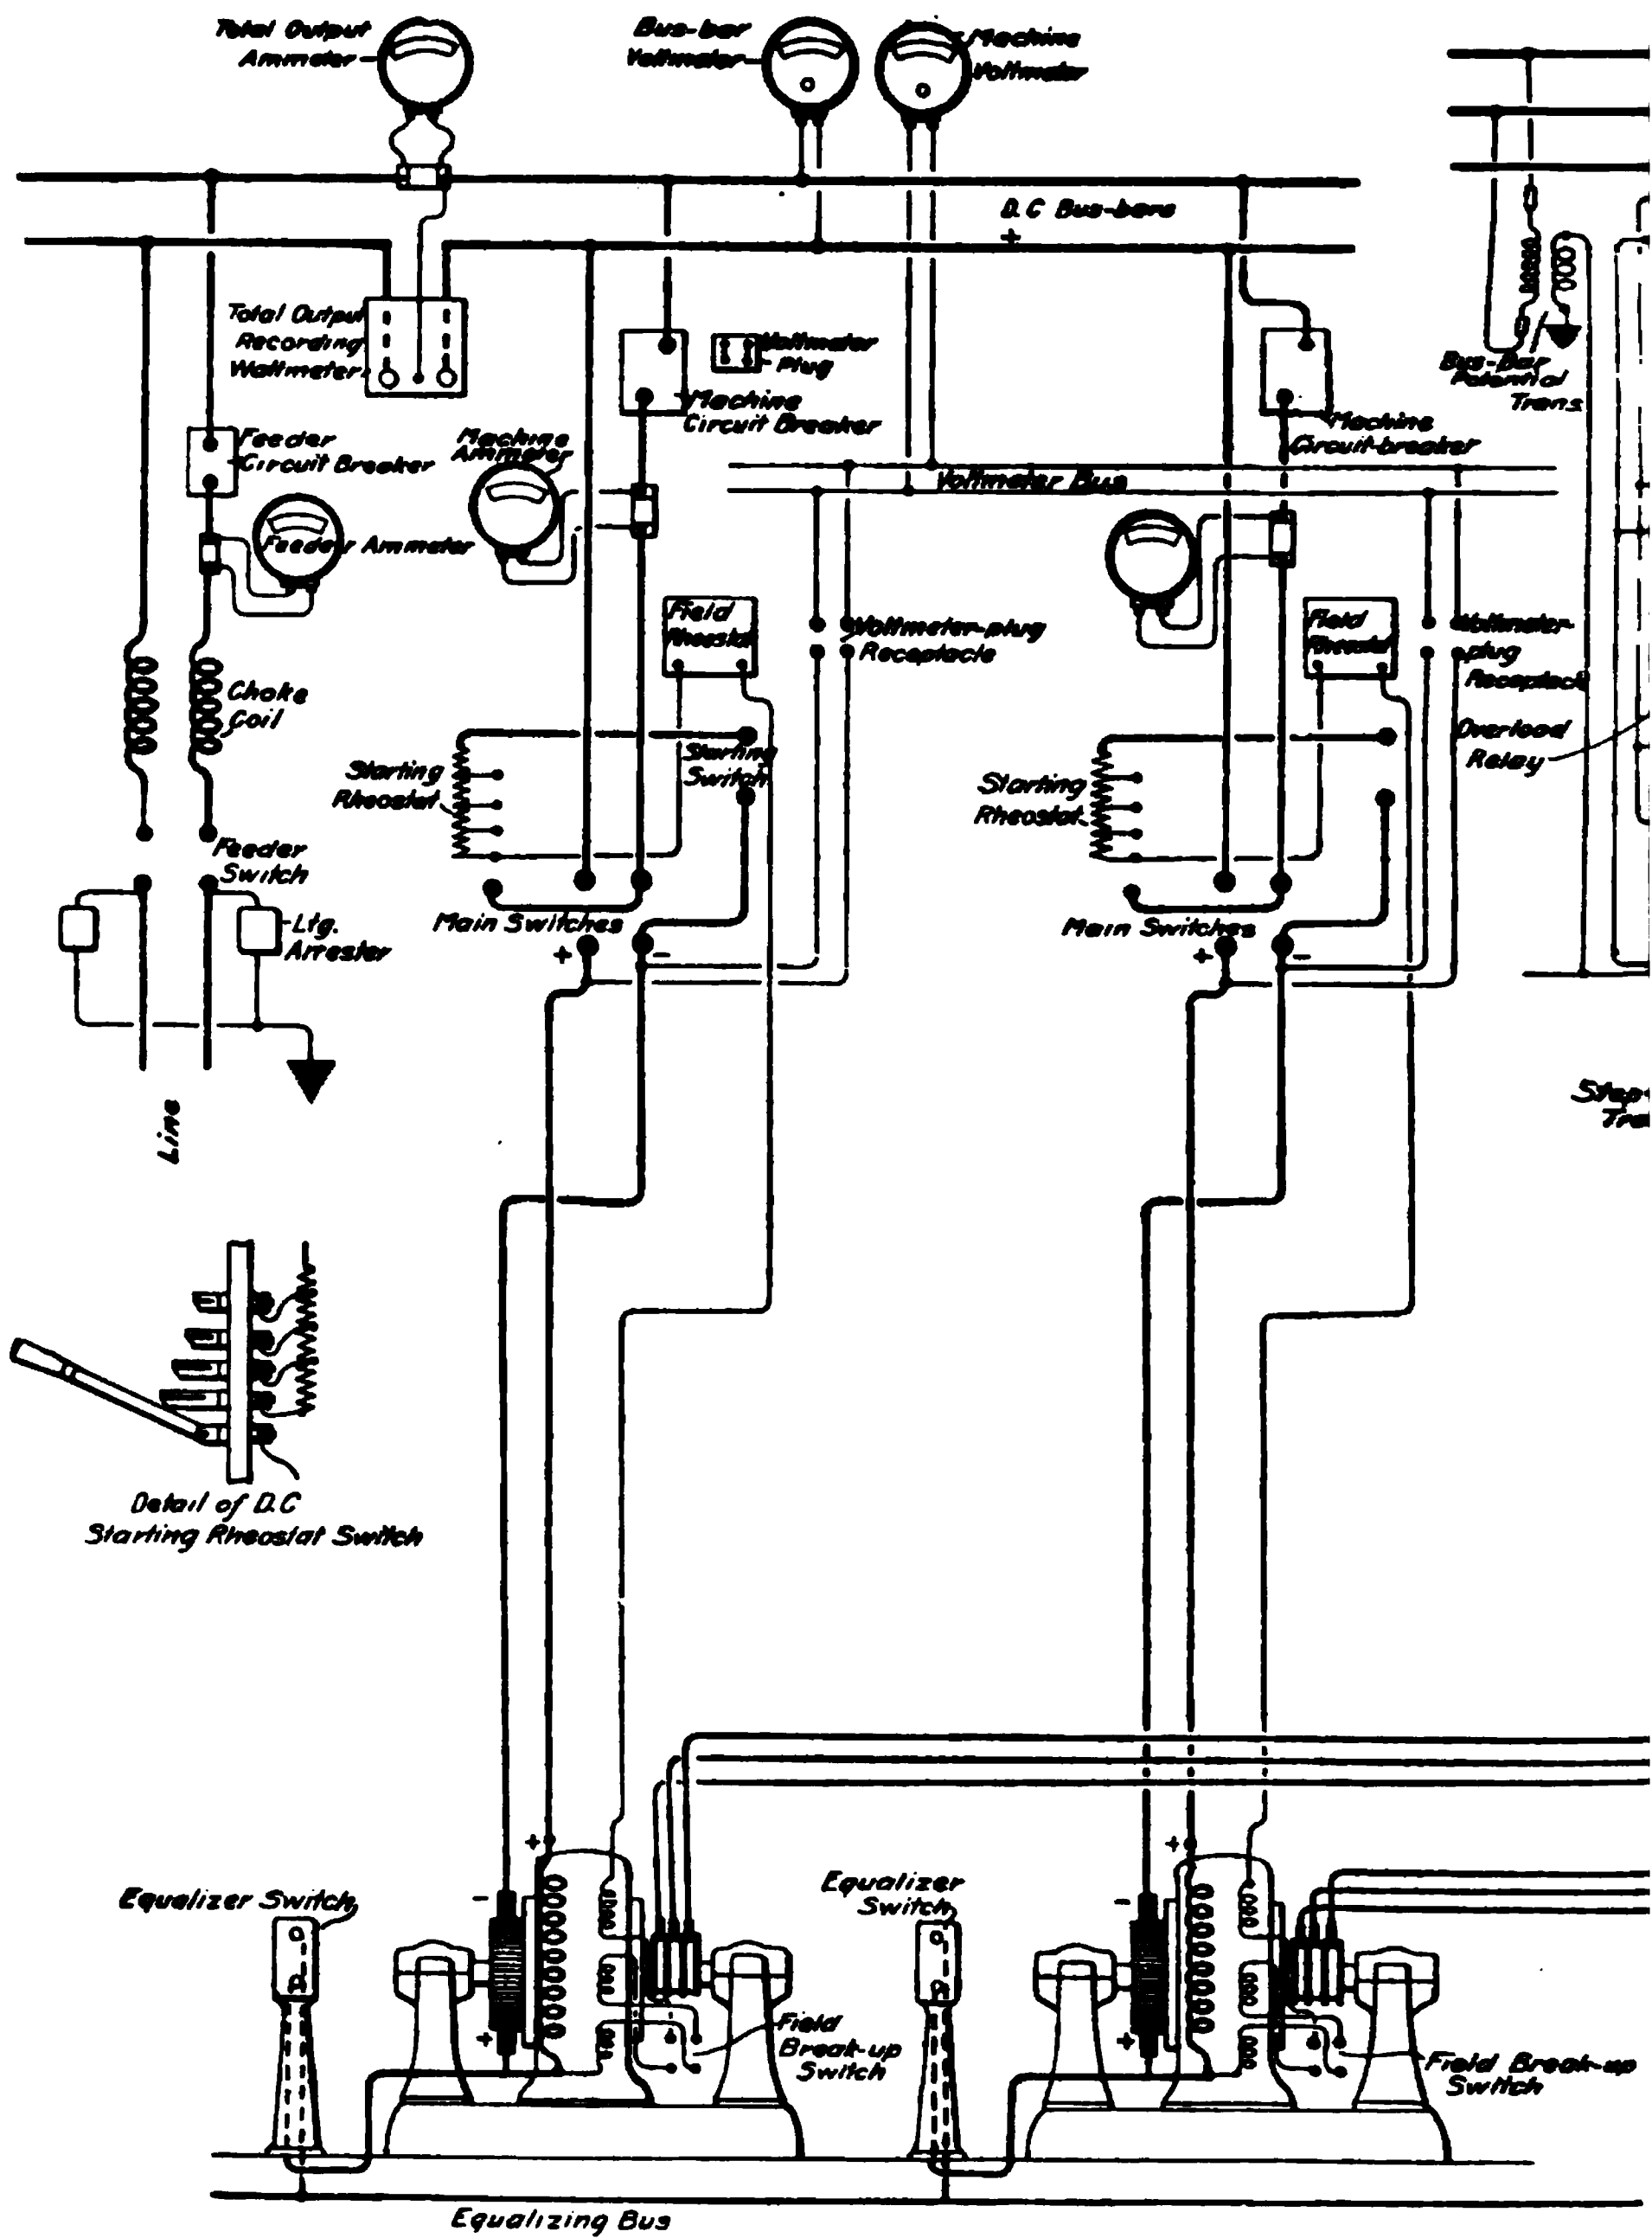 Total Output
Ammeter
Bus-bar
Voltmeter
Machine
Voltmeter
D.C Bus-bars
+
Total Output
Recording
Wattmeter
Voltmeter
Plug
Machine
Circuit Breaker
Bus-Bar
Potential
Trans.
Machine
Circuit-breaker
Feeder
Circuit Breaker
Machine
Ammeter
Voltmeter Bus
Feeder Ammeter
Field
Rheostat
Voltmeter-plug
Receptacle
Field
Rheostat
Voltmeter-
plug
Receptacle
Choke
Coil
Overload
Relay
Starting
Rheostat
Starting
Switch
Starting
Rheostat
Feeder
Switch
Ltg.
Arrester
Main Switches
+ -
Main Switches
+ -
Line
Step-
Tra
Detail of D.C
Starting Rheostat Switch
+
+
Equalizer Switch
-
Equalizer
Switch
-
+
Field
Break-up
Switch
+
Field Break-up
Switch
Equalizing Bus